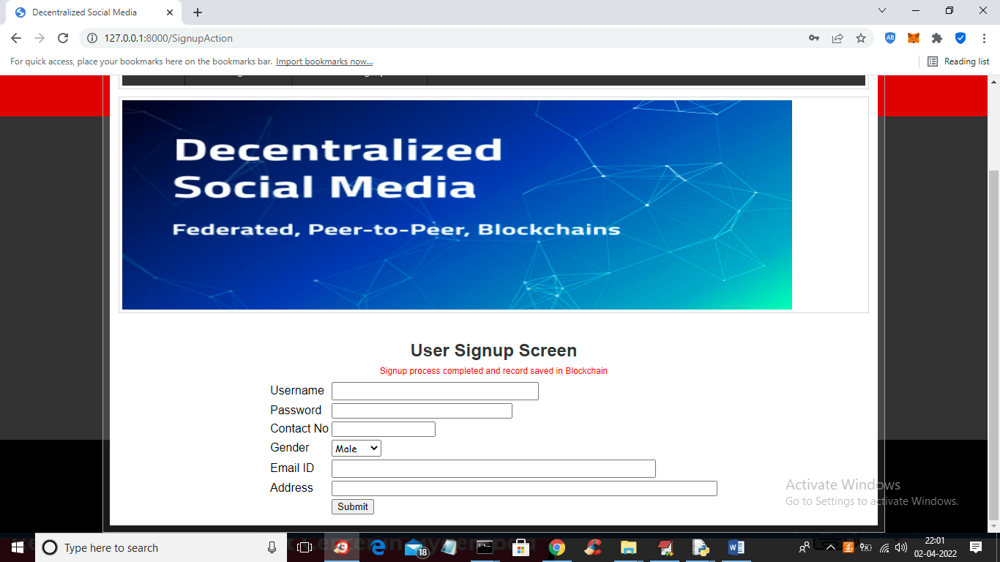 Decentralized Social Media
127.0.0.1:8000/SignupAction
AB
For quick access, place your bookmarks here on the bookmarks bar. Import bookmarks now...
Reading list
Decentralized
Social Media
Federated, Peer-to-Peer, Blockchains
User Signup Screen
Signup process completed and record saved in Blockchain
Username
Password
Contact No
Gender
Male
Email ID
Address
Submit
Activate Windows
Go to Settings to activate Windows.
Type here to search
18
22:01
02-04-2022